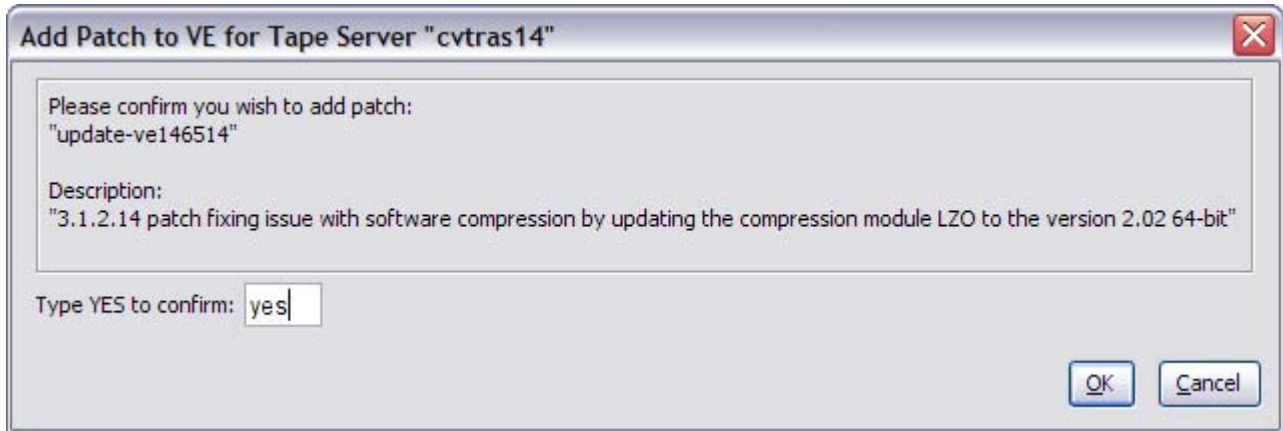 Add Patch to VE for Tape Server "cvtras14"
Please confirm you wish to add patch:
"update-ve146514"
Description:
"3.1.2.14 patch fixing issue with software compression by updating the compression module LZO to the version 2.02 64-bit"
Type YES to confirm: yes
OK Cancel